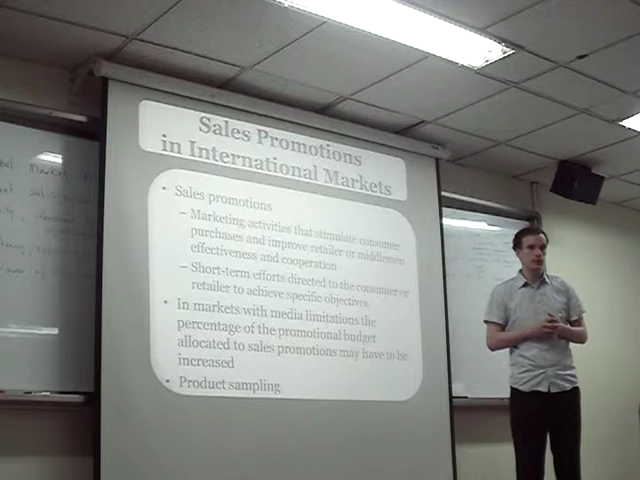 Sales Promotions
in International Markets
• Sales promotions
– Marketing activities that stimulate consumer
purchases and improve retailer or middlemen
effectiveness and cooperation
– Short-term efforts directed to the consumer or
retailer to achieve specific objectives
• In markets with media limitations the
percentage of the promotional budget
allocated to sales promotions may have to be
increased
• Product sampling